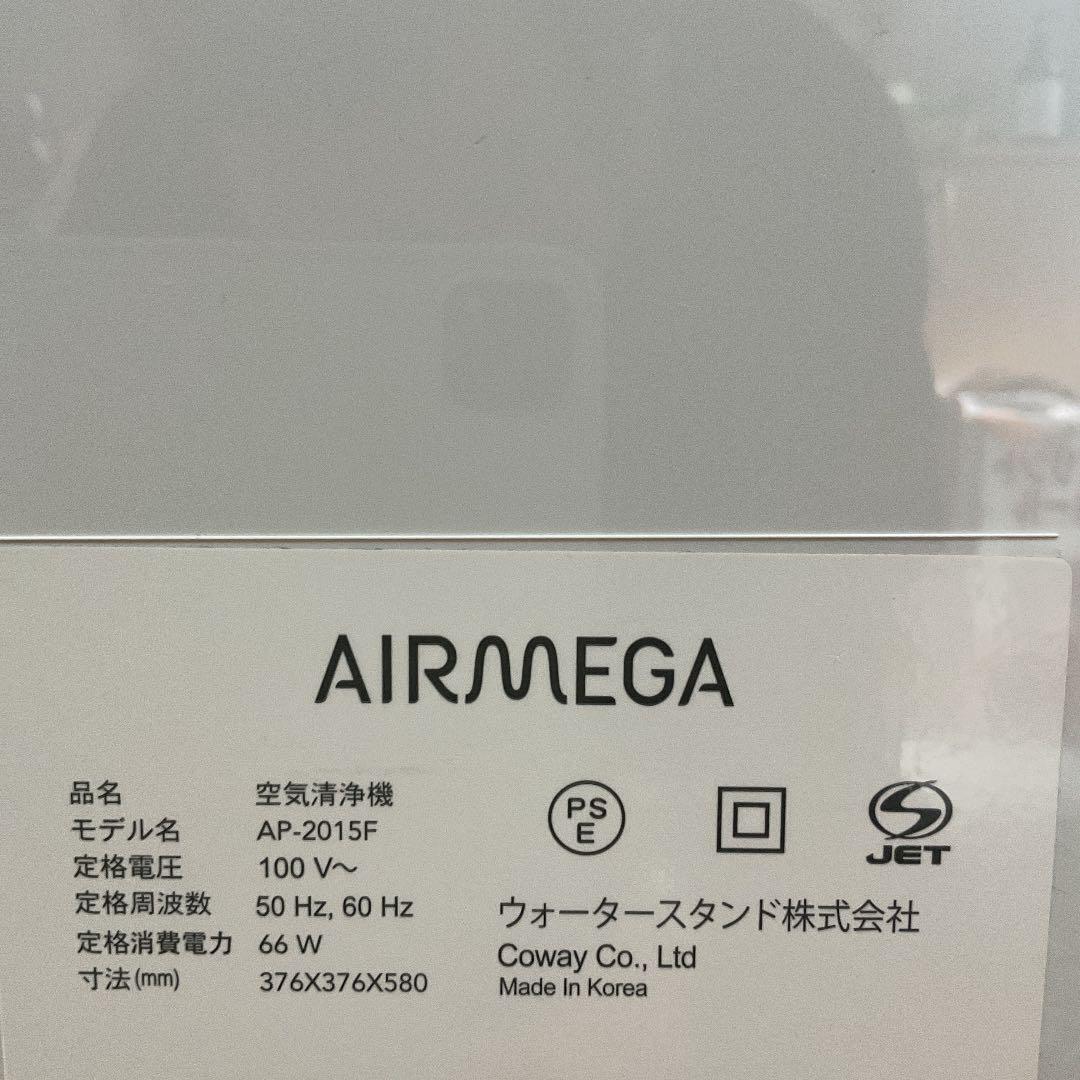 AIRMEGA
品名 空気清浄機
モデル名 AP-2015F
定格電圧 100 V～
定格周波数 50 Hz, 60 Hz
定格消費電力 66 W
寸法(mm) 376X376X580
PS
E
JET
ウォータースタンド株式会社
Coway Co., Ltd
Made In Korea